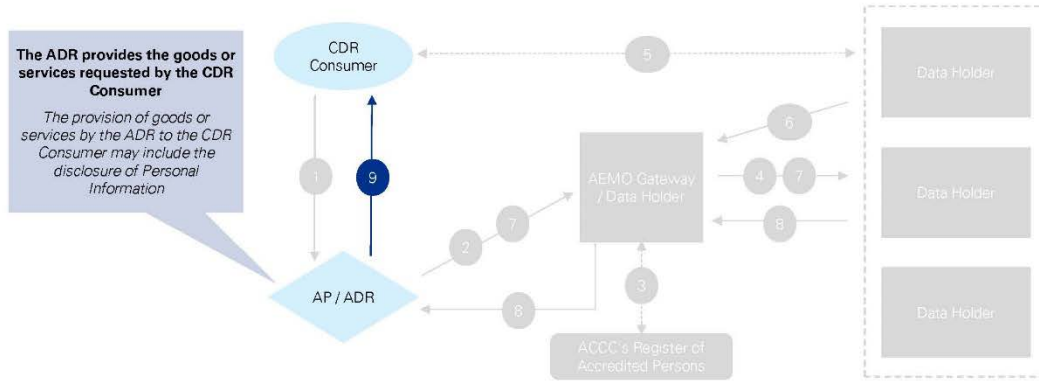 The ADR provides the goods or
services requested by the CDR
Consumer
The provision of goods or
services by the ADR to the CDR
Consumer may include the
disclosure of Personal
Information
CDR
Consumer
5
Data Holder
6
1
9
AEMO Gateway
/ Data Holder
4
7
Data Holder
7
2
8
AP / ADR
8
3
Data Holder
ACCC's Register of
Accredited Persons